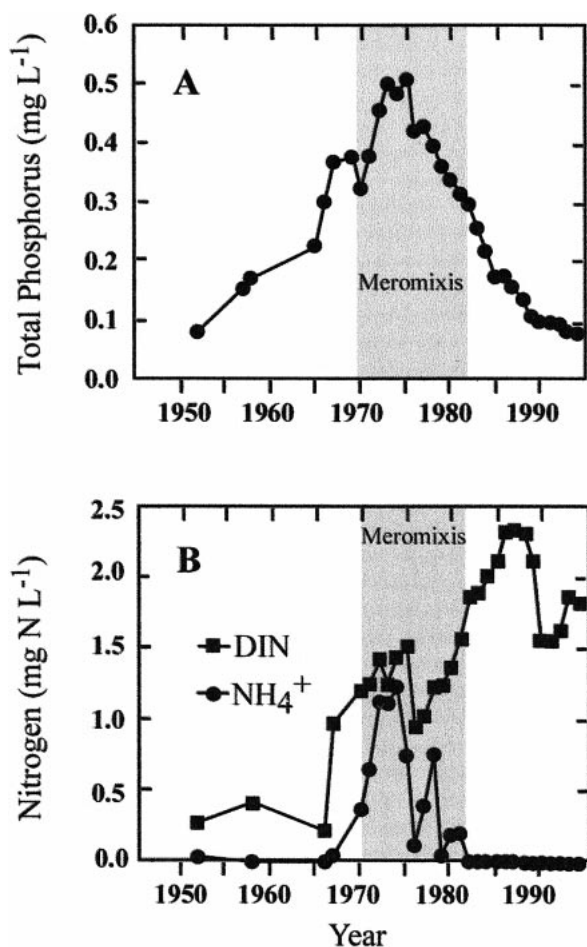 Total Phosphorus (mg L⁻¹)
0.6
0.5
0.4
0.3
0.2
0.1
0.0
A
Meromixis
1950 1960 1970 1980 1990
Nitrogen (mg N L⁻¹)
2.5
2.0
1.5
1.0
0.5
0.0
Meromixis
B
DIN
NH₄⁺
1950 1960 1970 1980 1990
Year